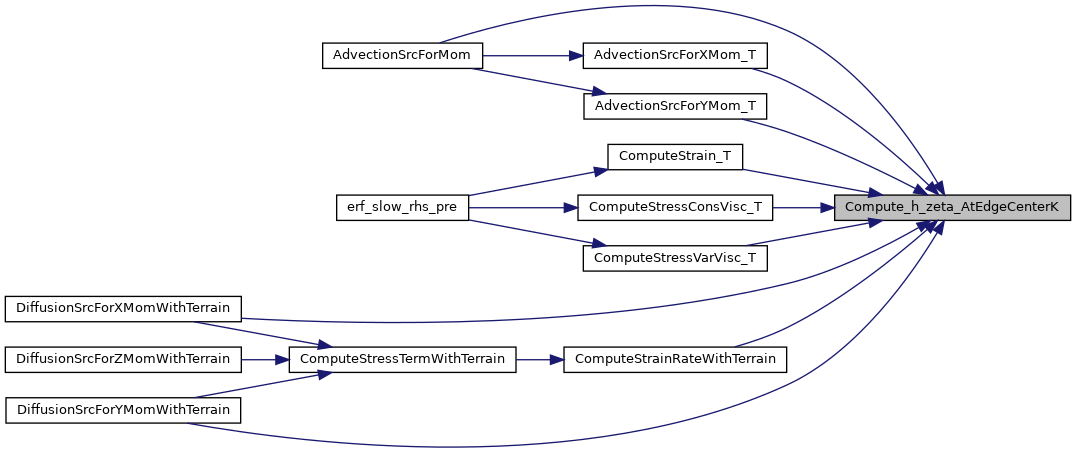 AdvectionSrcForMom
AdvectionSrcForXMom_T
AdvectionSrcForYMom_T
ComputeStrain_T
erf_slow_rhs_pre
ComputeStressConsVisc_T
Compute_h_zeta_AtEdgeCenterK
ComputeStressVarVisc_T
DiffusionSrcForXMomWithTerrain
DiffusionSrcForZMomWithTerrain
ComputeStressTermWithTerrain
ComputeStrainRateWithTerrain
DiffusionSrcForYMomWithTerrain